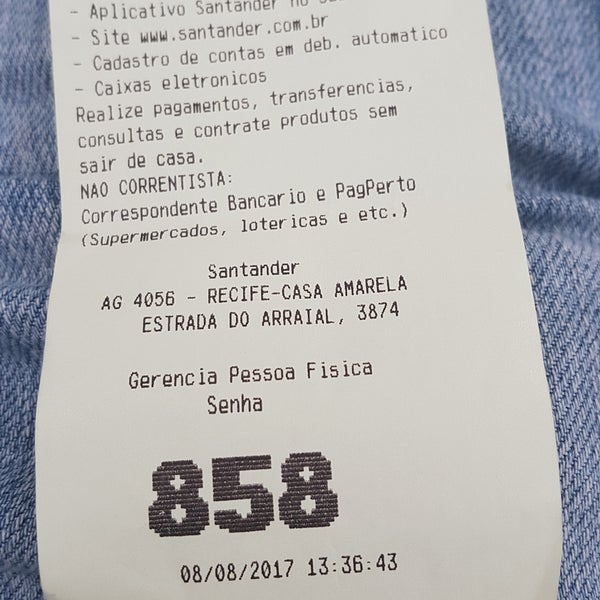 - Aplicativo Santander no
- Site www.santander.com.br
- Cadastro de contas em deb. automatico
- Caixas eletronicos
Realize pagamentos, transferencias,
consultas e contrate produtos sem
sair de casa.
NAO CORRENTISTA:
Correspondente Bancario e PagPerto
(Supermercados, lotericas e etc.)
Santander
AG 4056 - RECIFE-CASA AMARELA
ESTRADA DO ARRAIAL, 3874
Gerencia Pessoa Fisica
Senha
858
08/08/2017 13:36:43